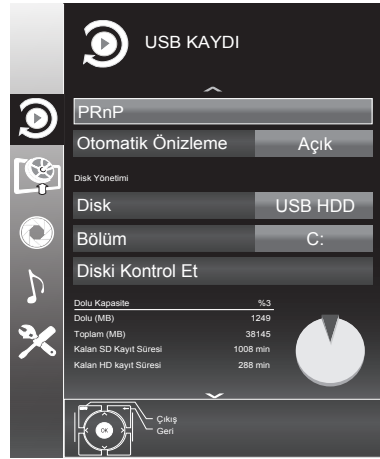 USB KAYDI
PRnP
Otomatik Önizleme Açık
Disk Yönetimi
Disk USB HDD
Bölüm C:
Diski Kontrol Et
Dolu Kapasite %3
Dolu (MB) 1249
Toplam (MB) 38145
Kalan SD Kayıt Süresi 1008 min
Kalan HD kayıt Süresi 288 min
Çıkış
OK Geri